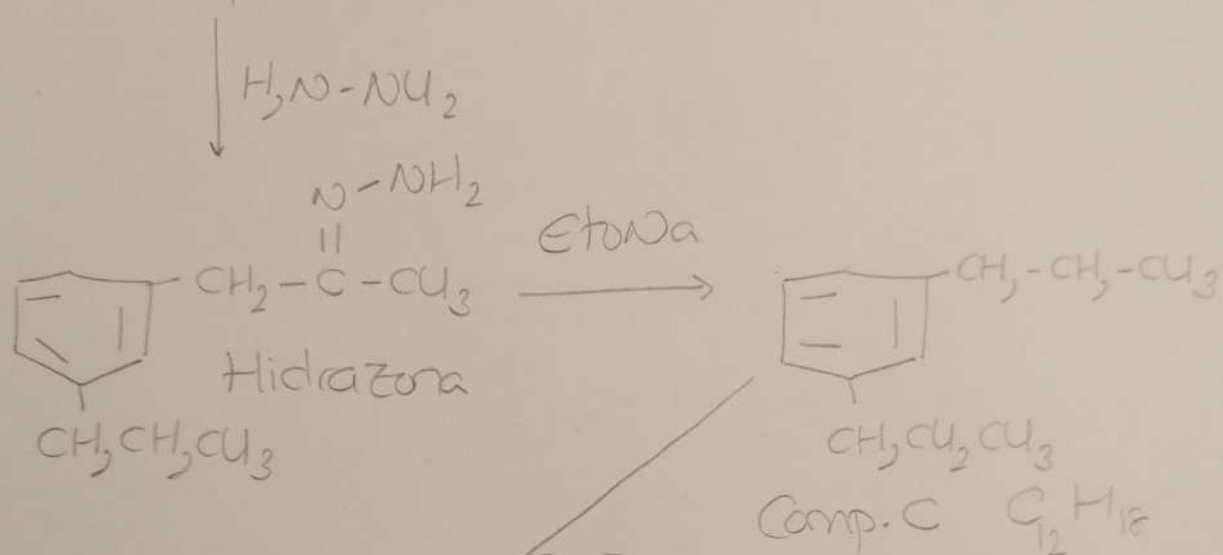 H₂N-NH₂
N-NH₂
||
CH₂-C-CH₃
EtONa
CH₂-CH₂-CH₃
Hidrazona
CH₂CH₂CH₃
CH₂CH₂CH₃
Comp. C C₁₂H₁₈